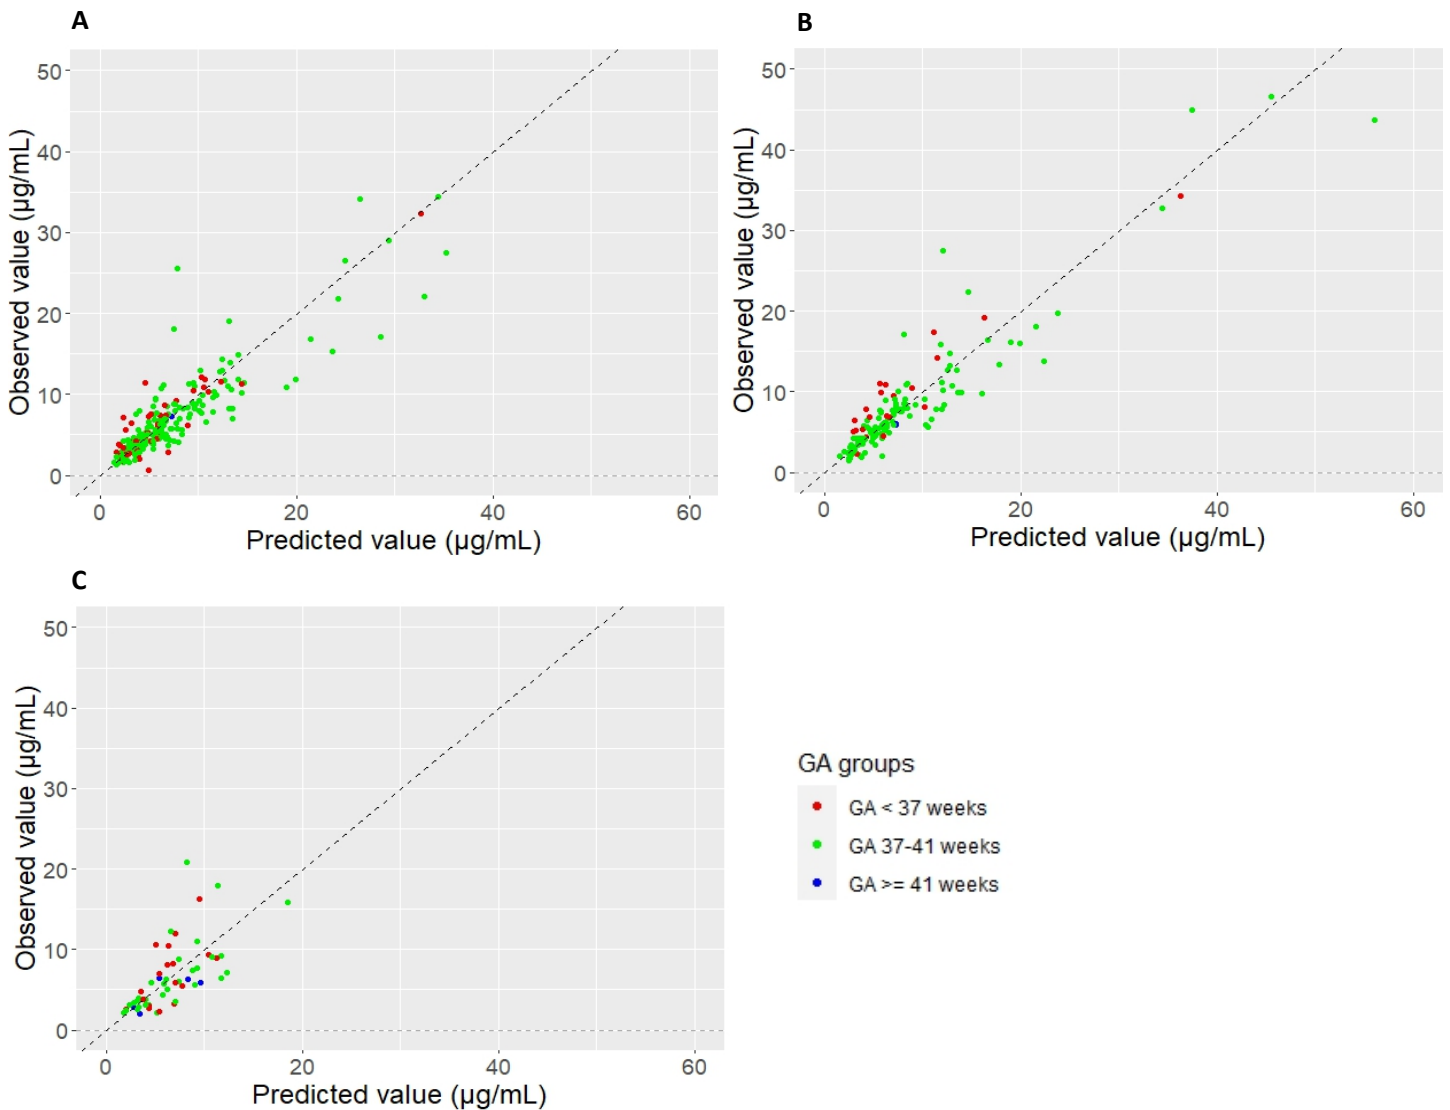 A
Observed value (µg/mL)
50
40
30
20
10
0
0 20 40 60
Predicted value (µg/mL)
B
Observed value (µg/mL)
50
40
30
20
10
0
0 20 40 60
Predicted value (µg/mL)
C
Observed value (µg/mL)
50
40
30
20
10
0
0 20 40 60
Predicted value (µg/mL)
GA groups
GA < 37 weeks
GA 37-41 weeks
GA >= 41 weeks